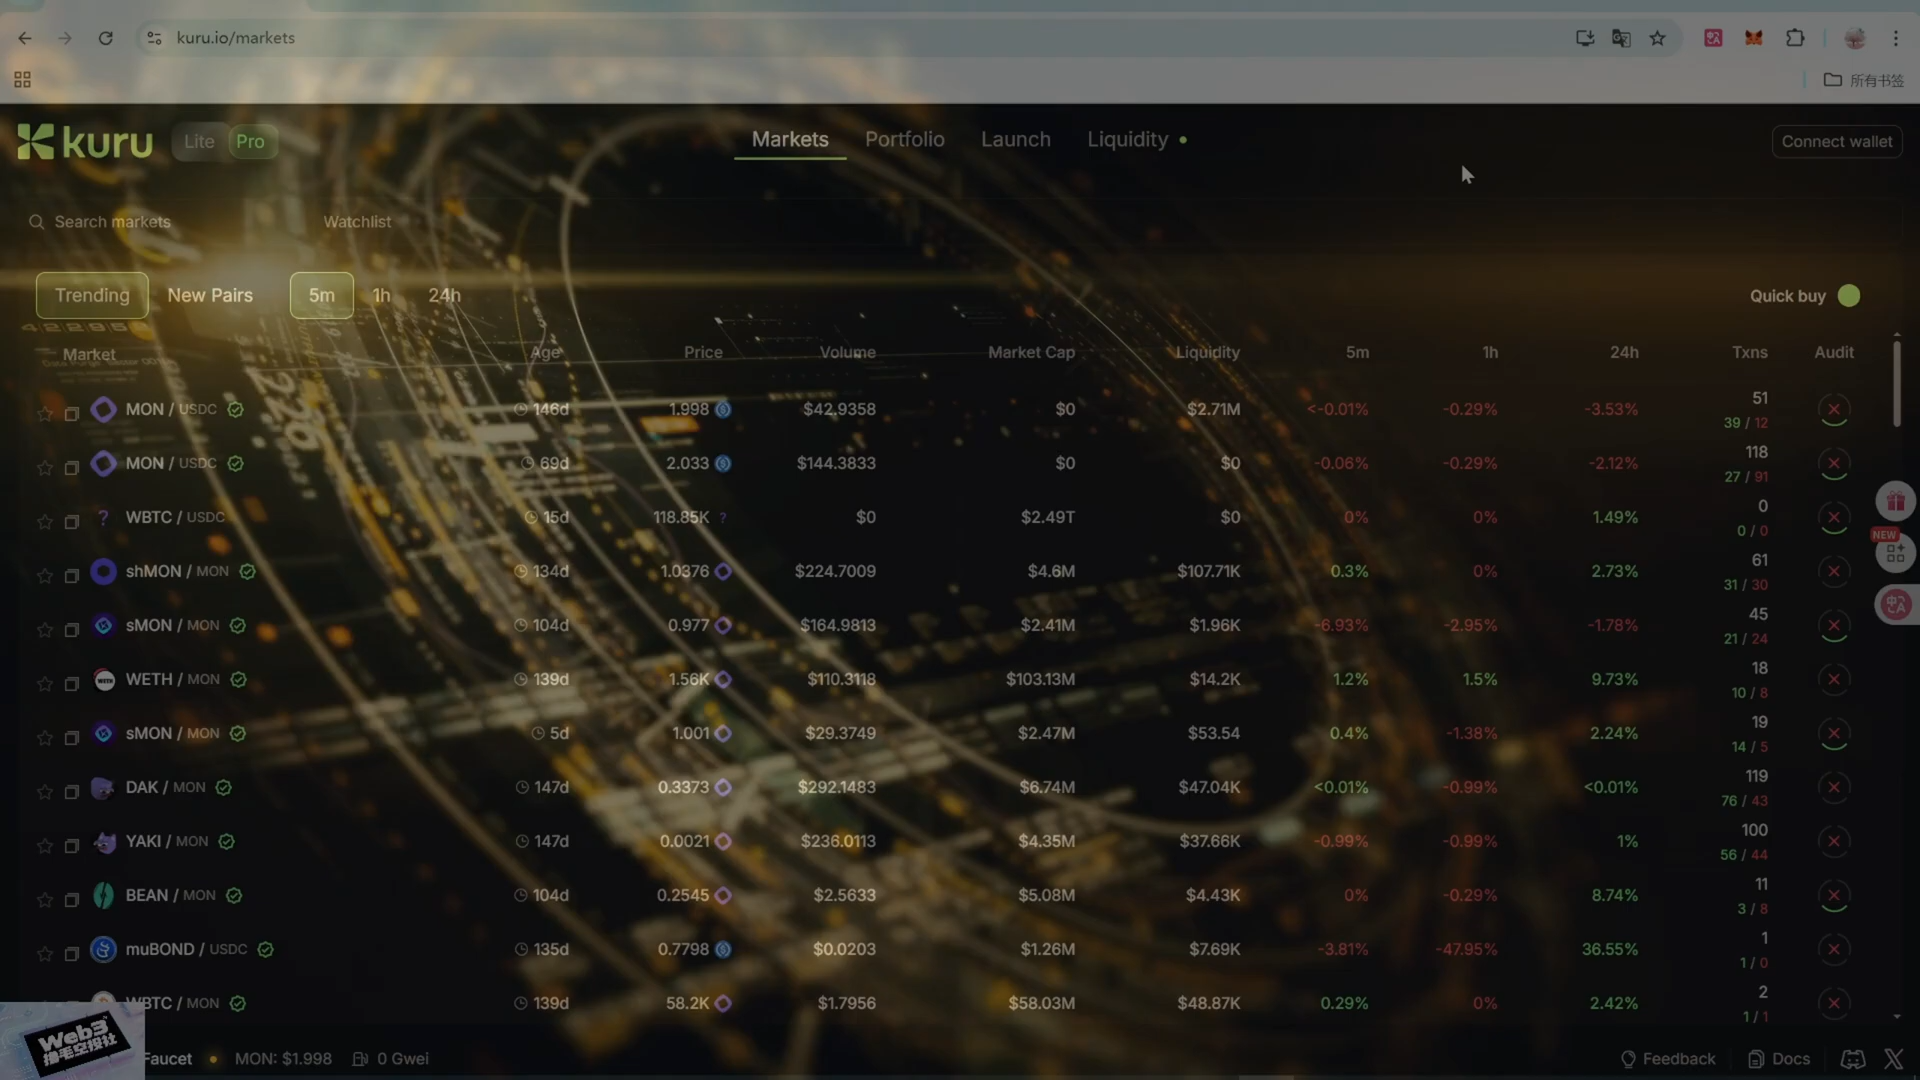 kuru.io/markets
所有书签
kuru Lite Pro Markets Portfolio Launch Liquidity Connect wallet
Search markets Watchlist
Trending New Pairs 5m 1h 24h Quick buy
Market Age Price Volume Market Cap Liquidity 5m 1h 24h Txns Audit
MON / USDC 146d 1.998 $42.9358 $0 $2.71M <-0.01% -0.29% -3.53% 51
39 / 12
MON / USDC 69d 2.033 $144.3833 $0 $0 -0.06% -0.29% -2.12% 118
27 / 91
? WBTC / USDC 15d 118.85K ? $0 $2.49T $0 0% 0% 1.49% 0
0 / 0
NEW
shMON / MON 134d 1.0376 $224.7009 $4.6M $107.71K 0.3% 0% 2.73% 61
31 / 30
sMON / MON 104d 0.977 $164.9813 $2.41M $1.96K -6.93% -2.95% -1.78% 45
21 / 24
WETH / MON 139d 1.56K $110.3118 $103.13M $14.2K 1.2% 1.5% 9.73% 18
10 / 8
sMON / MON 5d 1.001 $29.3749 $2.47M $53.54 0.4% -1.38% 2.24% 19
14 / 5
DAK / MON 147d 0.3373 $292.1483 $6.74M $47.04K <0.01% -0.99% <0.01% 119
76 / 43
YAKI / MON 147d 0.0021 $236.0113 $4.35M $37.66K -0.99% -0.99% 1% 100
56 / 44
BEAN / MON 104d 0.2545 $2.5633 $5.08M $4.43K 0% -0.29% 8.74% 11
3 / 8
muBOND / USDC 135d 0.7798 $0.0203 $1.26M $7.69K -3.81% -47.95% 36.55% 1
1 / 0
WBTC / MON 139d 58.2K $1.7956 $58.03M $48.87K 0.29% 0% 2.42% 2
1 / 1
Web3
撸毛空投社
Faucet MON: $1.998 0 Gwei Feedback Docs